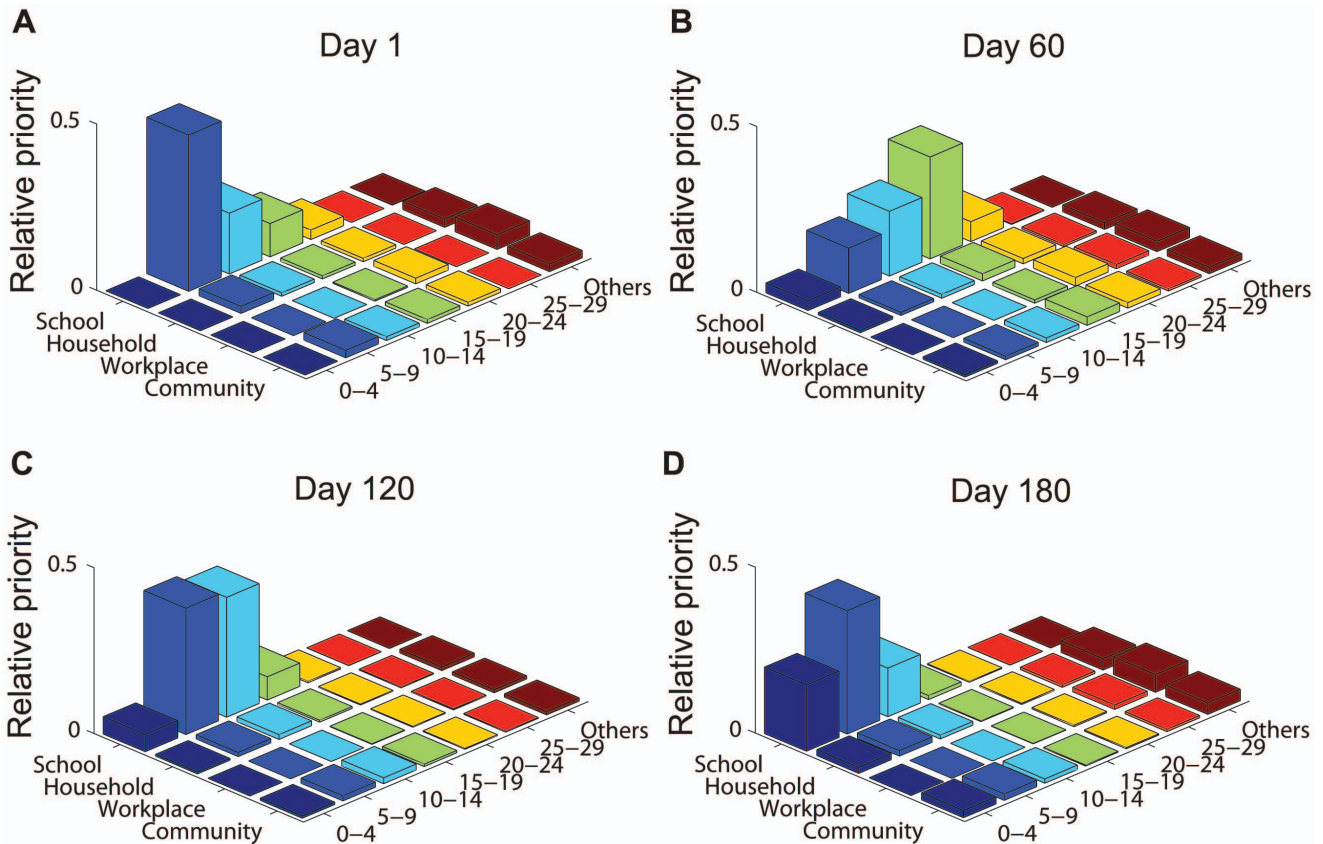 A
Day 1
Relative priority
0.5
0
School
Household
Workplace
Community
0–4
5–9
10–14
15–19
20–24
25–29
Others
B
Day 60
Relative priority
0.5
0
School
Household
Workplace
Community
0–4
5–9
10–14
15–19
20–24
25–29
Others
C
Day 120
Relative priority
0.5
0
School
Household
Workplace
Community
0–4
5–9
10–14
15–19
20–24
25–29
Others
D
Day 180
Relative priority
0.5
0
School
Household
Workplace
Community
0–4
5–9
10–14
15–19
20–24
25–29
Others